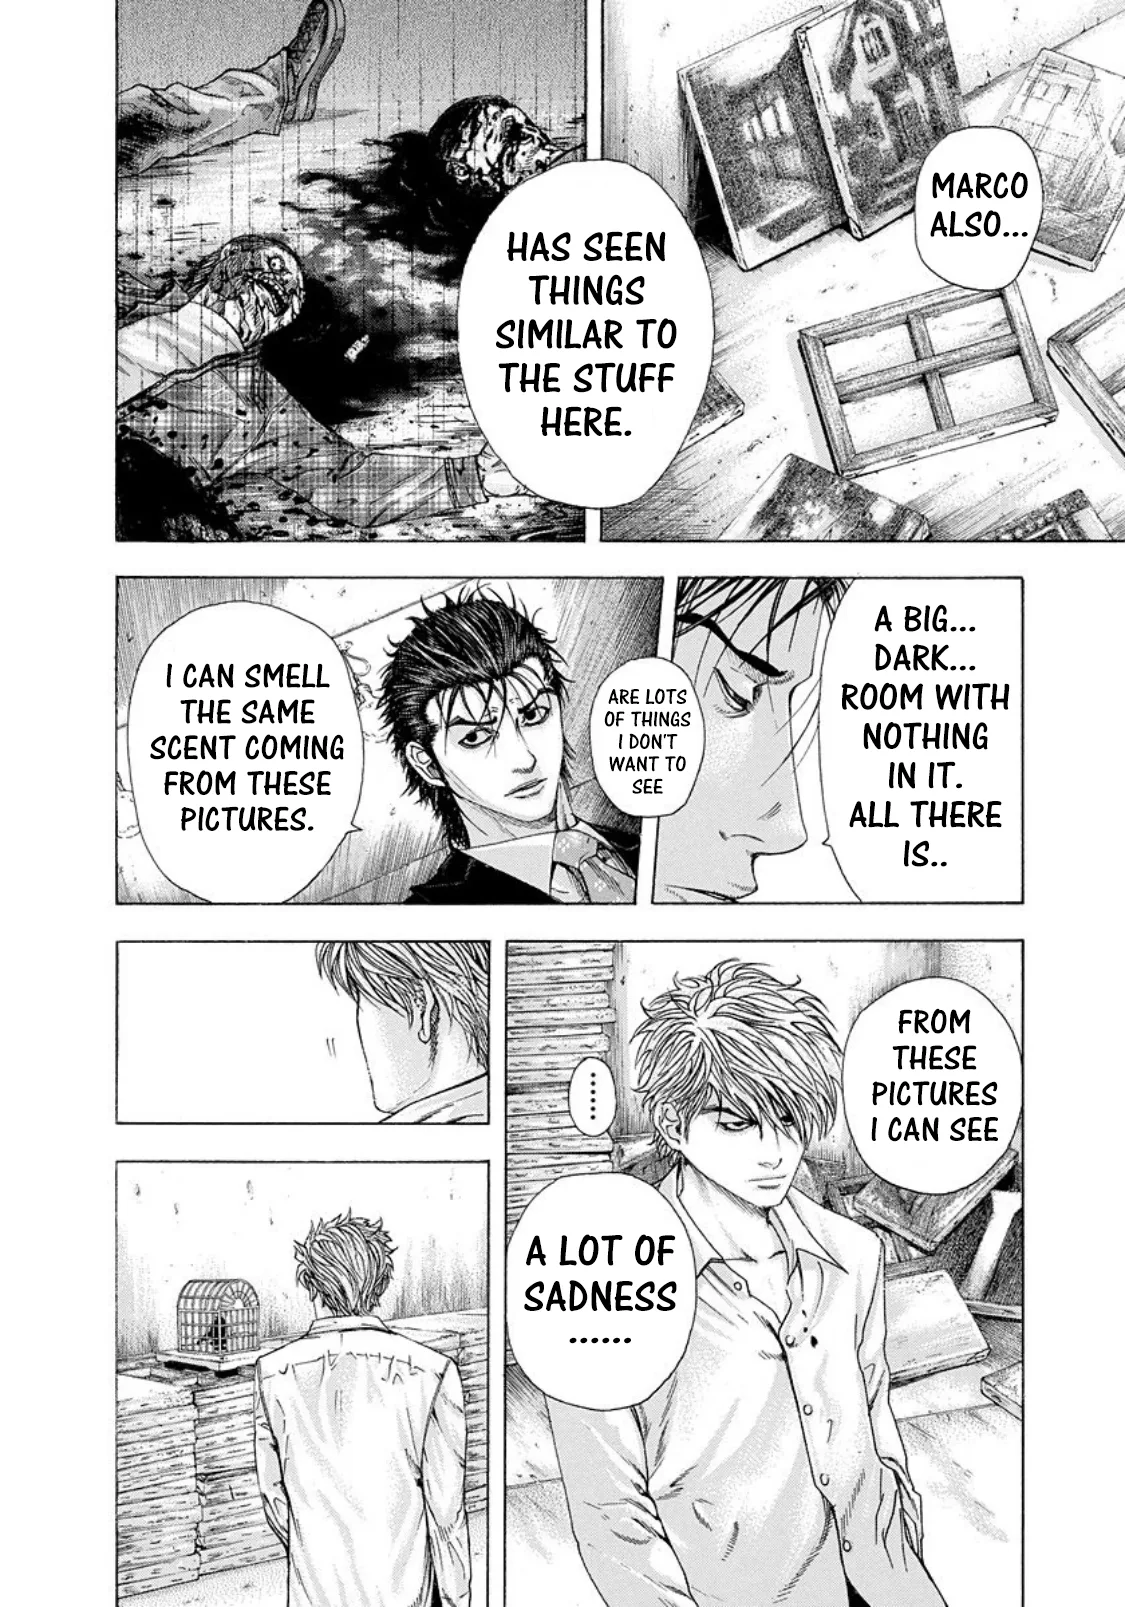 MARCO
ALSO...
HAS SEEN
THINGS
SIMILAR TO
THE STUFF
HERE.
A BIG...
DARK...
ROOM WITH
NOTHING
IN IT.
ALL THERE
IS..
ARE LOTS
OF THINGS
I DON'T
WANT TO
SEE
I CAN SMELL
THE SAME
SCENT COMING
FROM THESE
PICTURES.
FROM
THESE
PICTURES
I CAN SEE
......
A LOT OF
SADNESS
......